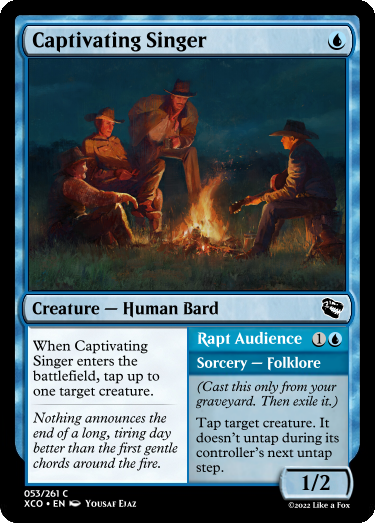 Captivating Singer
Creature — Human Bard
When Captivating
Singer enters the
battlefield, tap up to
one target creature.
Nothing announces the
end of a long, tiring day
better than the first gentle
chords around the fire.
Rapt Audience 1
Sorcery — Folklore
(Cast this only from your
graveyard. Then exile it.)
Tap target creature. It
doesn't untap during its
controller's next untap
step.
1/2
053/261 C
XCO • EN Yousaf Ejaz
©2022 Like a Fox